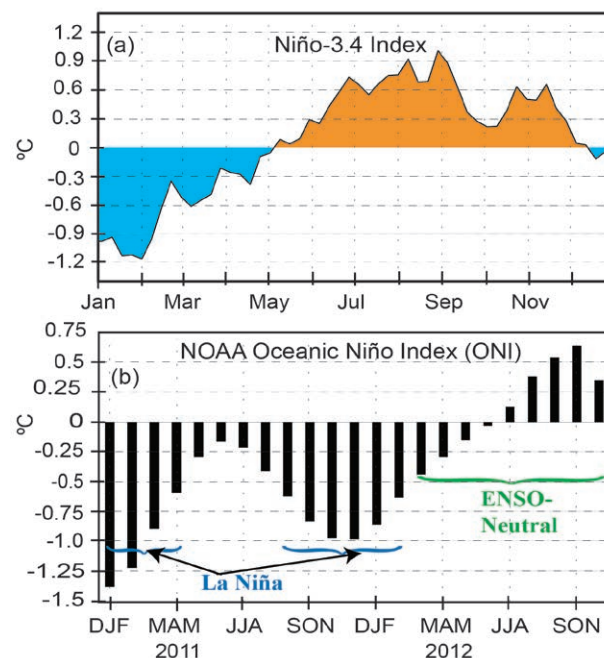 (a) Niño-3.4 Index
1.2
0.9
0.6
0.3
0
-0.3
-0.6
-0.9
-1.2
ºC
Jan Mar May Jul Sep Nov
NOAA Oceanic Niño Index (ONI)
(b)
0.75
0.5
0.25
0
-0.25
-0.5
-0.75
-1.0
-1.25
-1.5
ºC
ENSO-
Neutral
La Niña
DJF MAM JJA SON DJF MAM JJA SON
2011 2012